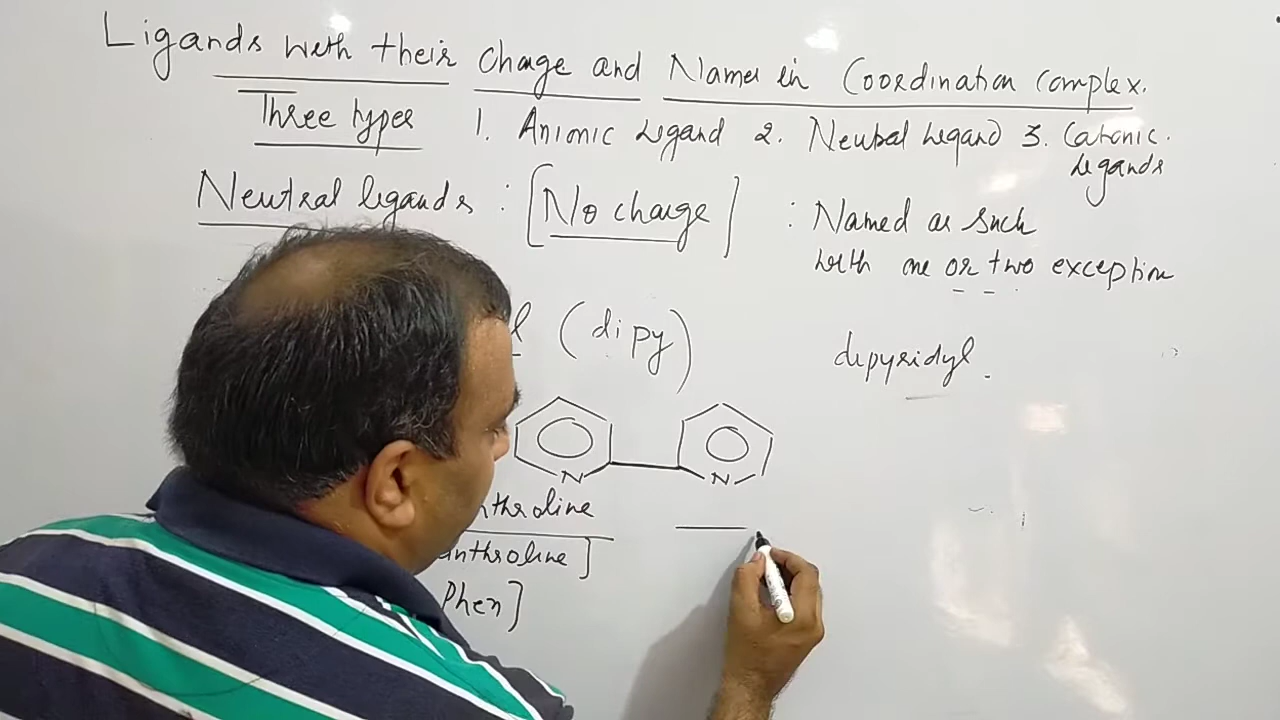 Ligands with their Charge and Names in Coordination Complex.
Three types 1. Anionic Ligand 2. Neutral Ligand 3. Cationic Ligands
Neutral ligands : [No charge] : Named as such
with one or two exception
l (dipy)
dipyridyl
N N
nthroline
anthroline]
Phen]